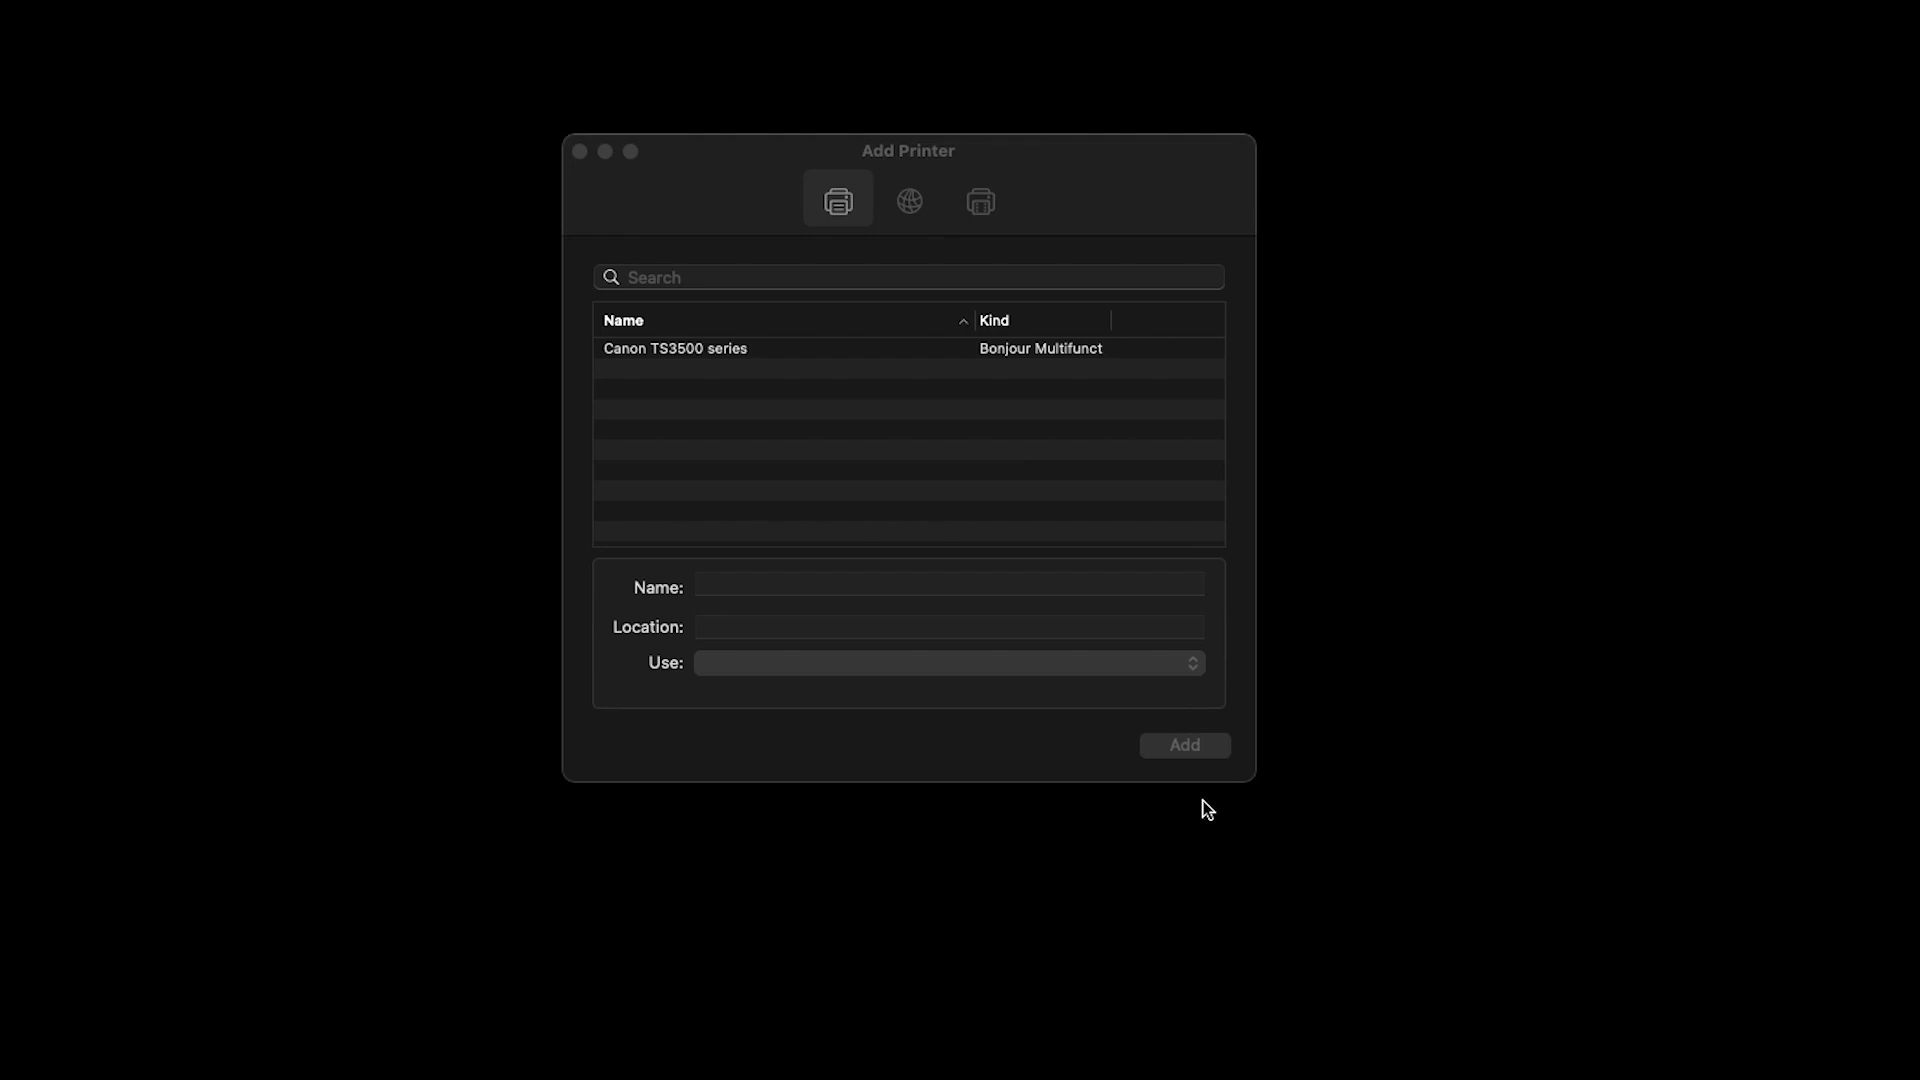 Add Printer
Search
Name Kind
Canon TS3500 series Bonjour Multifunct
Name:
Location:
Use:
Add